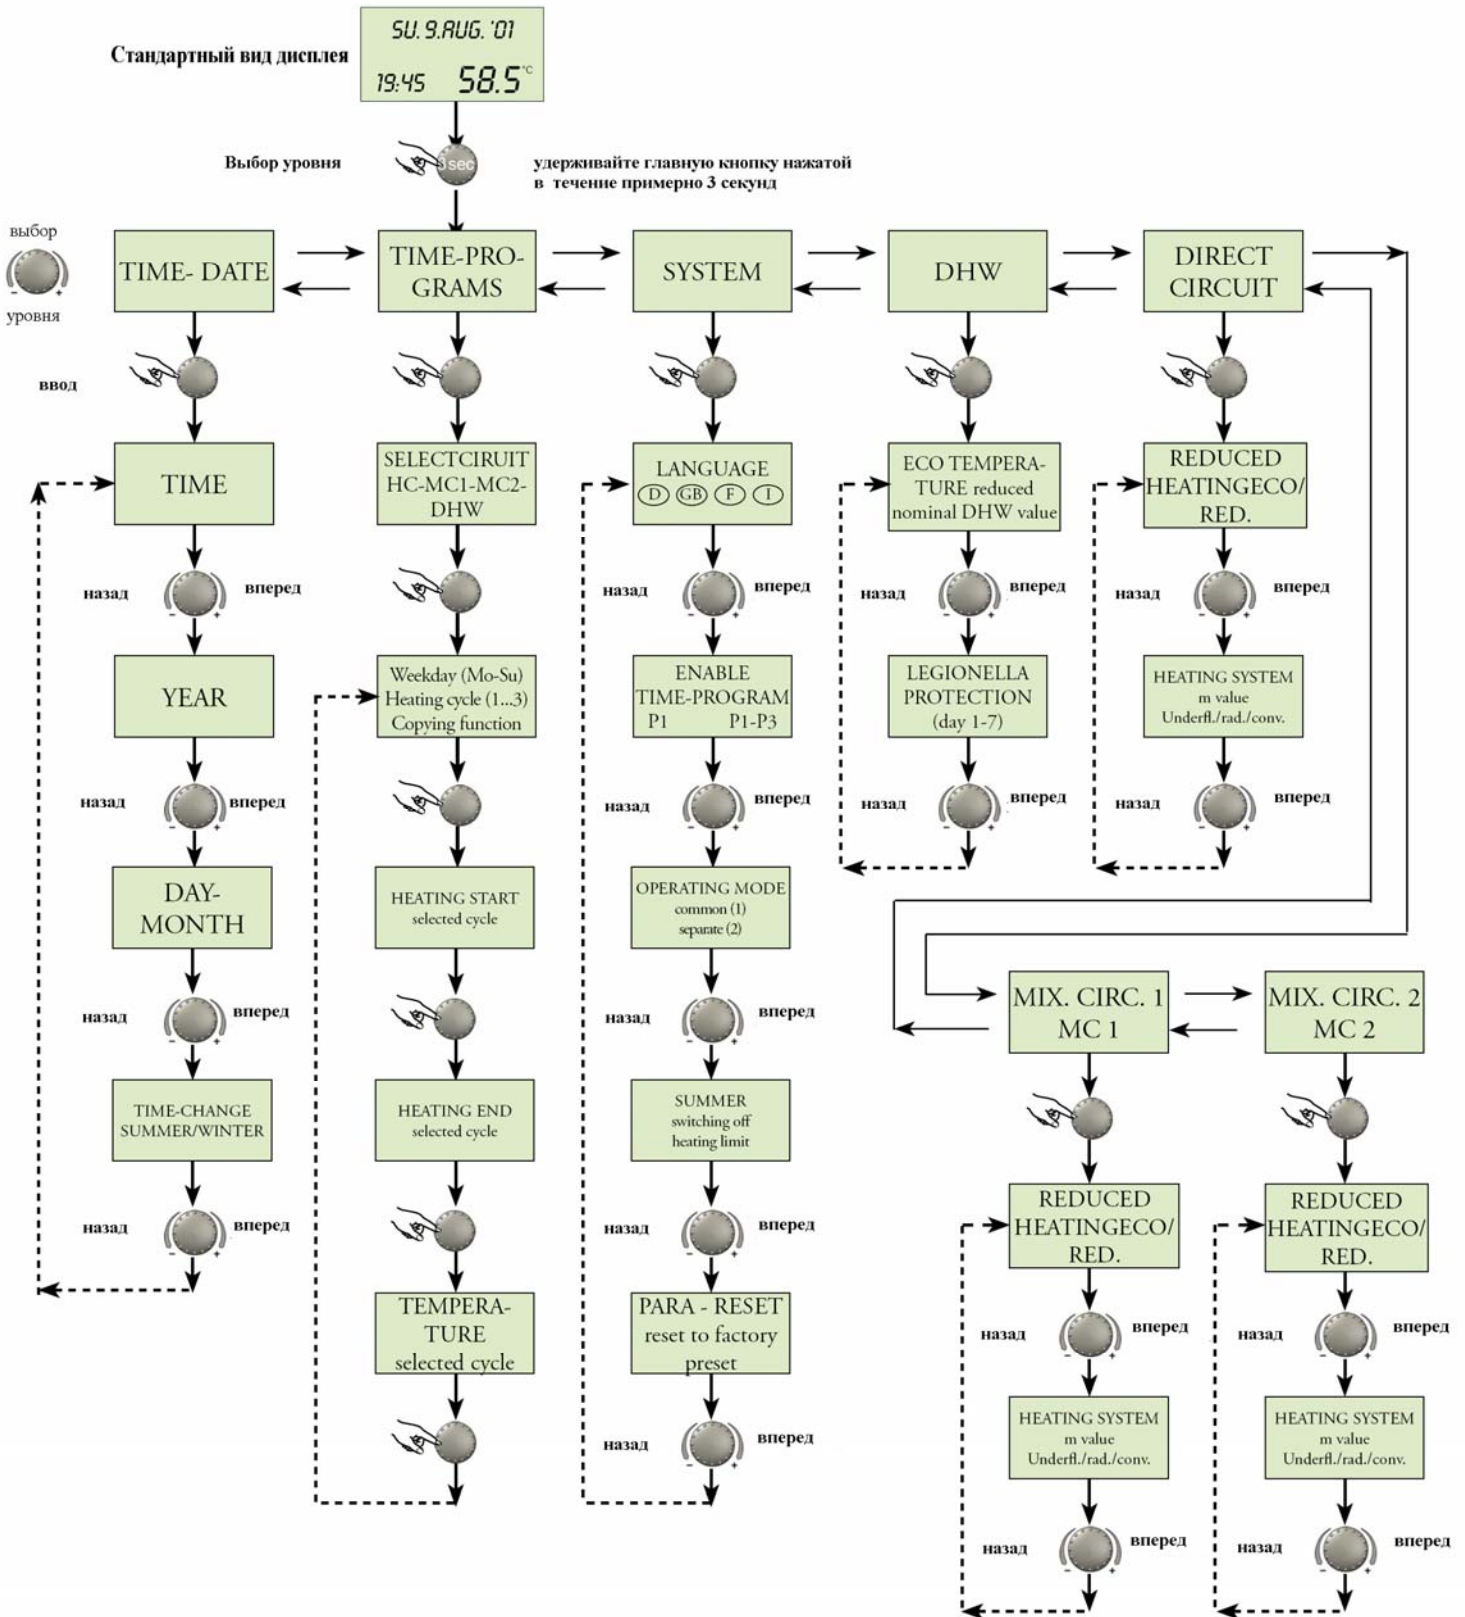 SU. 9.AUG. '01
Стандартный вид дисплея
19:45 58.5 °C
Выбор уровня
3 sec
удерживайте главную кнопку нажатой
в течение примерно 3 секунд
выбор
- +
уровня
TIME- DATE
TIME-PRO-
GRAMS
SYSTEM
DHW
DIRECT
CIRCUIT
ввод
TIME
назад
вперед
- +
YEAR
назад
вперед
- +
DAY-
MONTH
назад
вперед
- +
TIME-CHANGE
SUMMER/WINTER
назад
вперед
- +
SELECTCIRUIT
HC-MC1-MC2-
DHW
Weekday (Mo-Su)
Heating cycle (1...3)
Copying function
HEATING START
selected cycle
HEATING END
selected cycle
TEMPERA-
TURE
selected cycle
LANGUAGE
D GB F I
назад
вперед
- +
ENABLE
TIME-PROGRAM
P1 P1-P3
назад
вперед
- +
OPERATING MODE
common (1)
separate (2)
назад
вперед
- +
SUMMER
switching off
heating limit
назад
вперед
- +
PARA - RESET
reset to factory
preset
назад
вперед
- +
ECO TEMPERA-
TURE reduced
nominal DHW value
назад
вперед
- +
LEGIONELLA
PROTECTION
(day 1-7)
назад
вперед
- +
REDUCED
HEATINGECO/
RED.
назад
вперед
- +
HEATING SYSTEM
m value
Underfl./rad./conv.
назад
вперед
- +
MIX. CIRC. 1
MC 1
REDUCED
HEATINGECO/
RED.
назад
вперед
- +
HEATING SYSTEM
m value
Underfl./rad./conv.
назад
вперед
- +
MIX. CIRC. 2
MC 2
REDUCED
HEATINGECO/
RED.
назад
вперед
- +
HEATING SYSTEM
m value
Underfl./rad./conv.
назад
вперед
- +